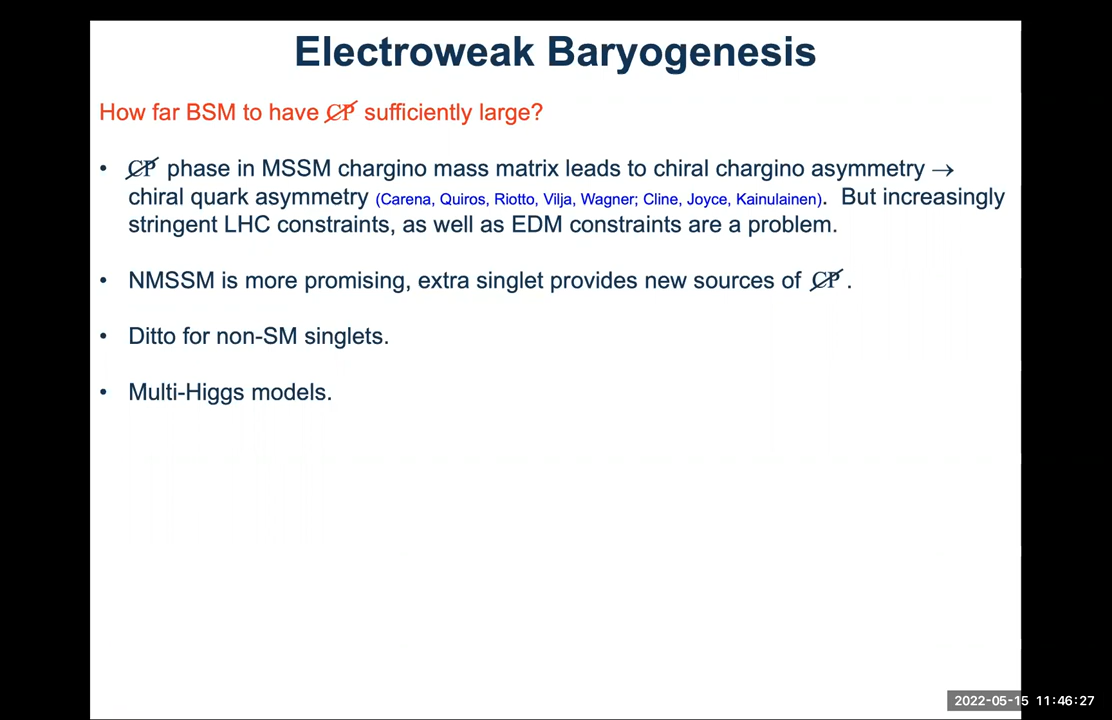 Electroweak Baryogenesis
How far BSM to have C̸P̸ sufficiently large?
• C̸P̸ phase in MSSM chargino mass matrix leads to chiral chargino asymmetry →
chiral quark asymmetry (Carena, Quiros, Riotto, Vilja, Wagner; Cline, Joyce, Kainulainen). But increasingly
stringent LHC constraints, as well as EDM constraints are a problem.
• NMSSM is more promising, extra singlet provides new sources of C̸P̸ .
• Ditto for non-SM singlets.
• Multi-Higgs models.
2022-05-15 11:46:27